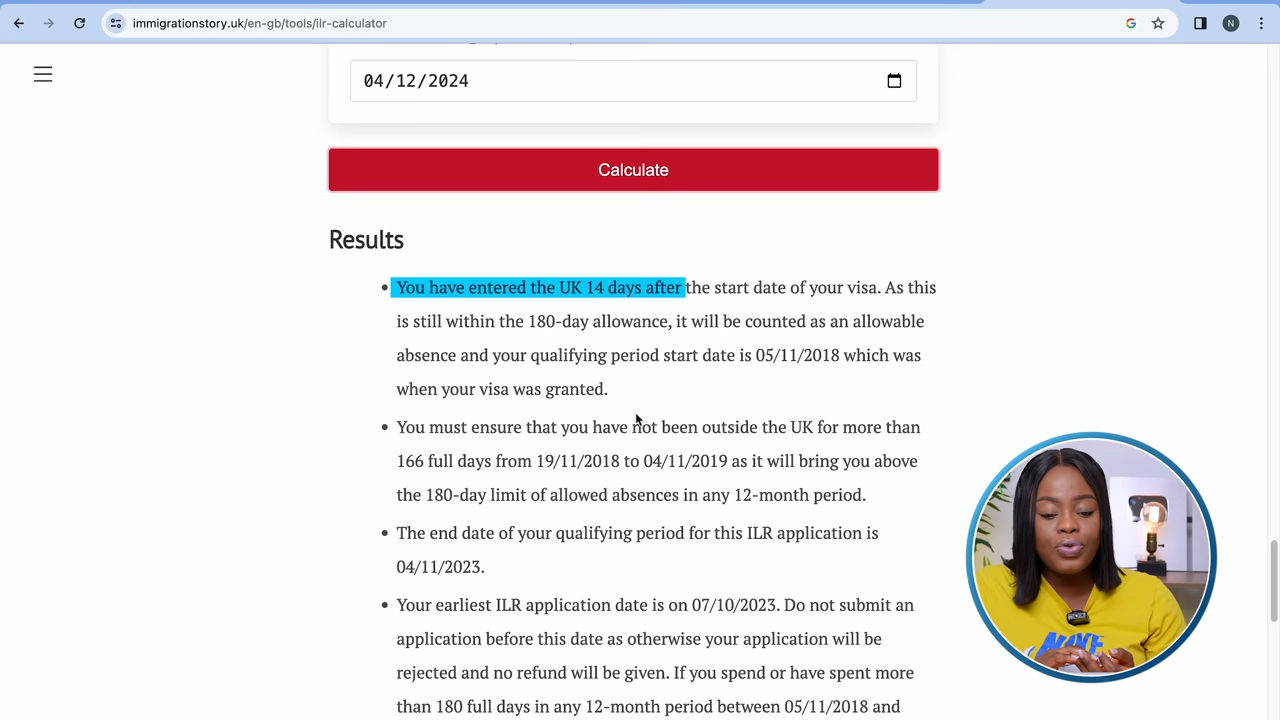 immigrationstory.uk/en-gb/tools/ilr-calculator
N
04/12/2024
Calculate
Results
• You have entered the UK 14 days after the start date of your visa. As this
is still within the 180-day allowance, it will be counted as an allowable
absence and your qualifying period start date is 05/11/2018 which was
when your visa was granted.
• You must ensure that you have not been outside the UK for more than
166 full days from 19/11/2018 to 04/11/2019 as it will bring you above
the 180-day limit of allowed absences in any 12-month period.
• The end date of your qualifying period for this ILR application is
04/11/2023.
• Your earliest ILR application date is on 07/10/2023. Do not submit an
application before this date as otherwise your application will be
rejected and no refund will be given. If you spend or have spent more
than 180 full days in any 12-month period between 05/11/2018 and
NIKE